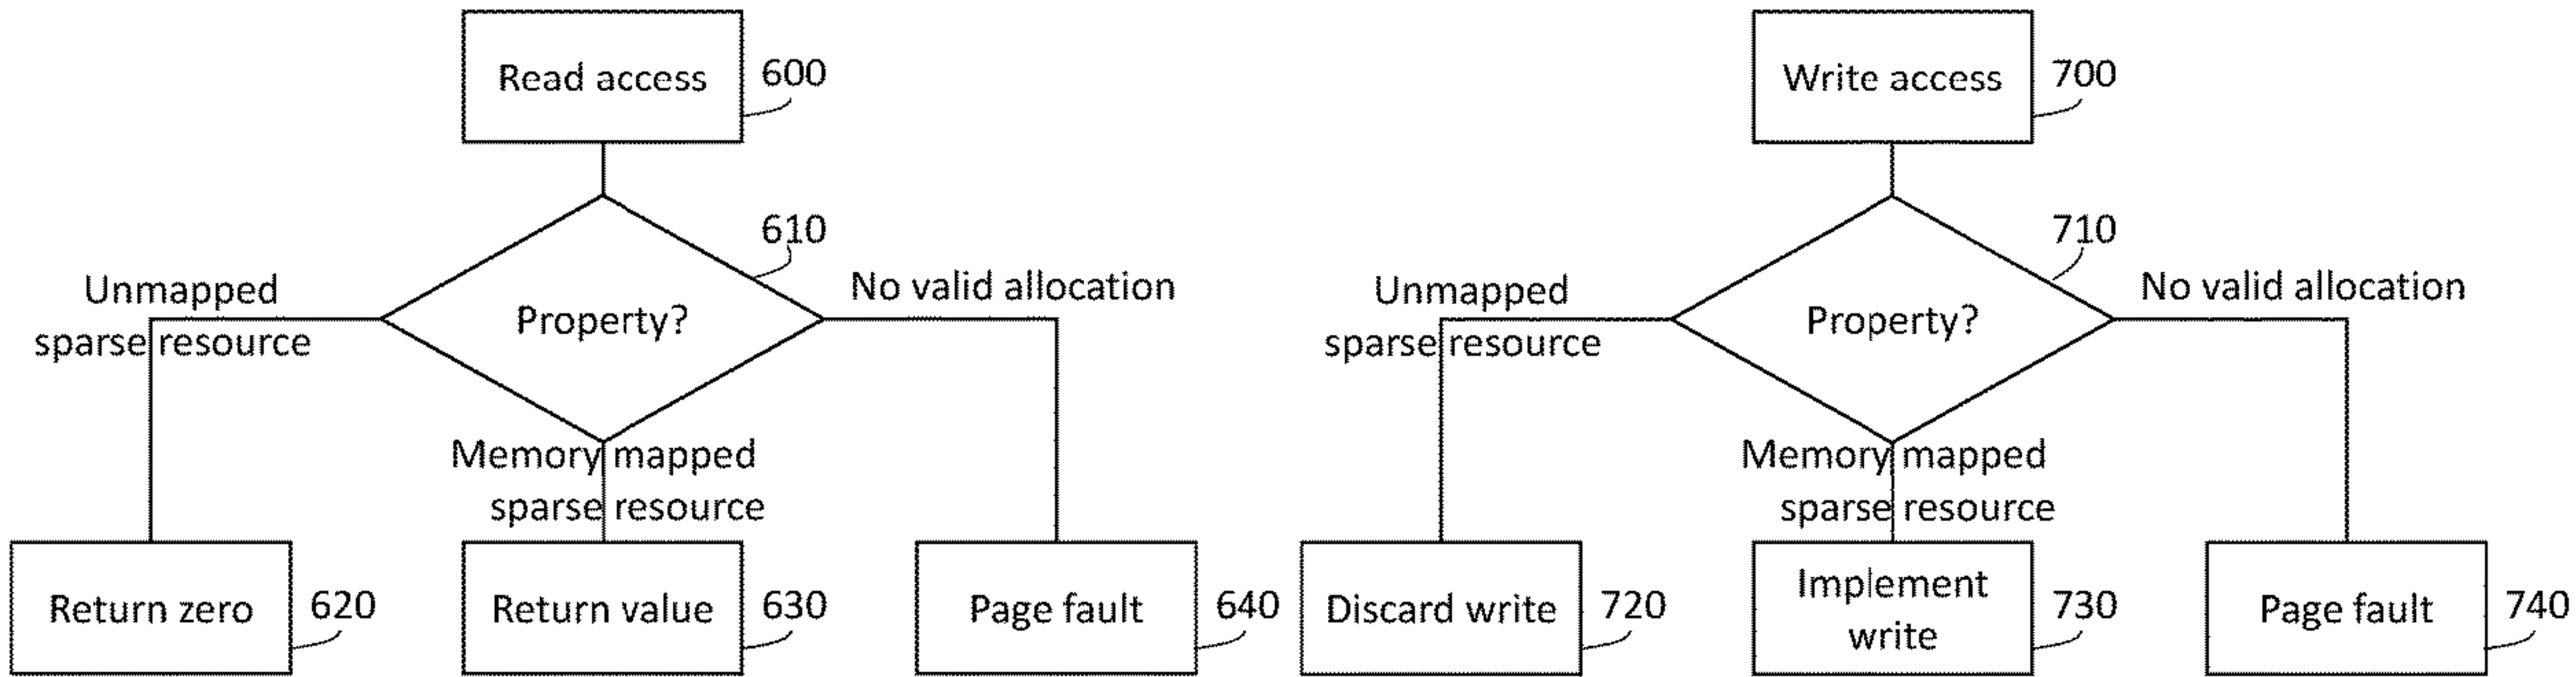 Read access
600
610
Unmapped
sparse resource
Property?
No valid allocation
Memory mapped
sparse resource
Return zero
620
Return value
630
Page fault
640
Write access
700
710
Unmapped
sparse resource
Property?
No valid allocation
Memory mapped
sparse resource
Discard write
720
Implement
write
730
Page fault
740